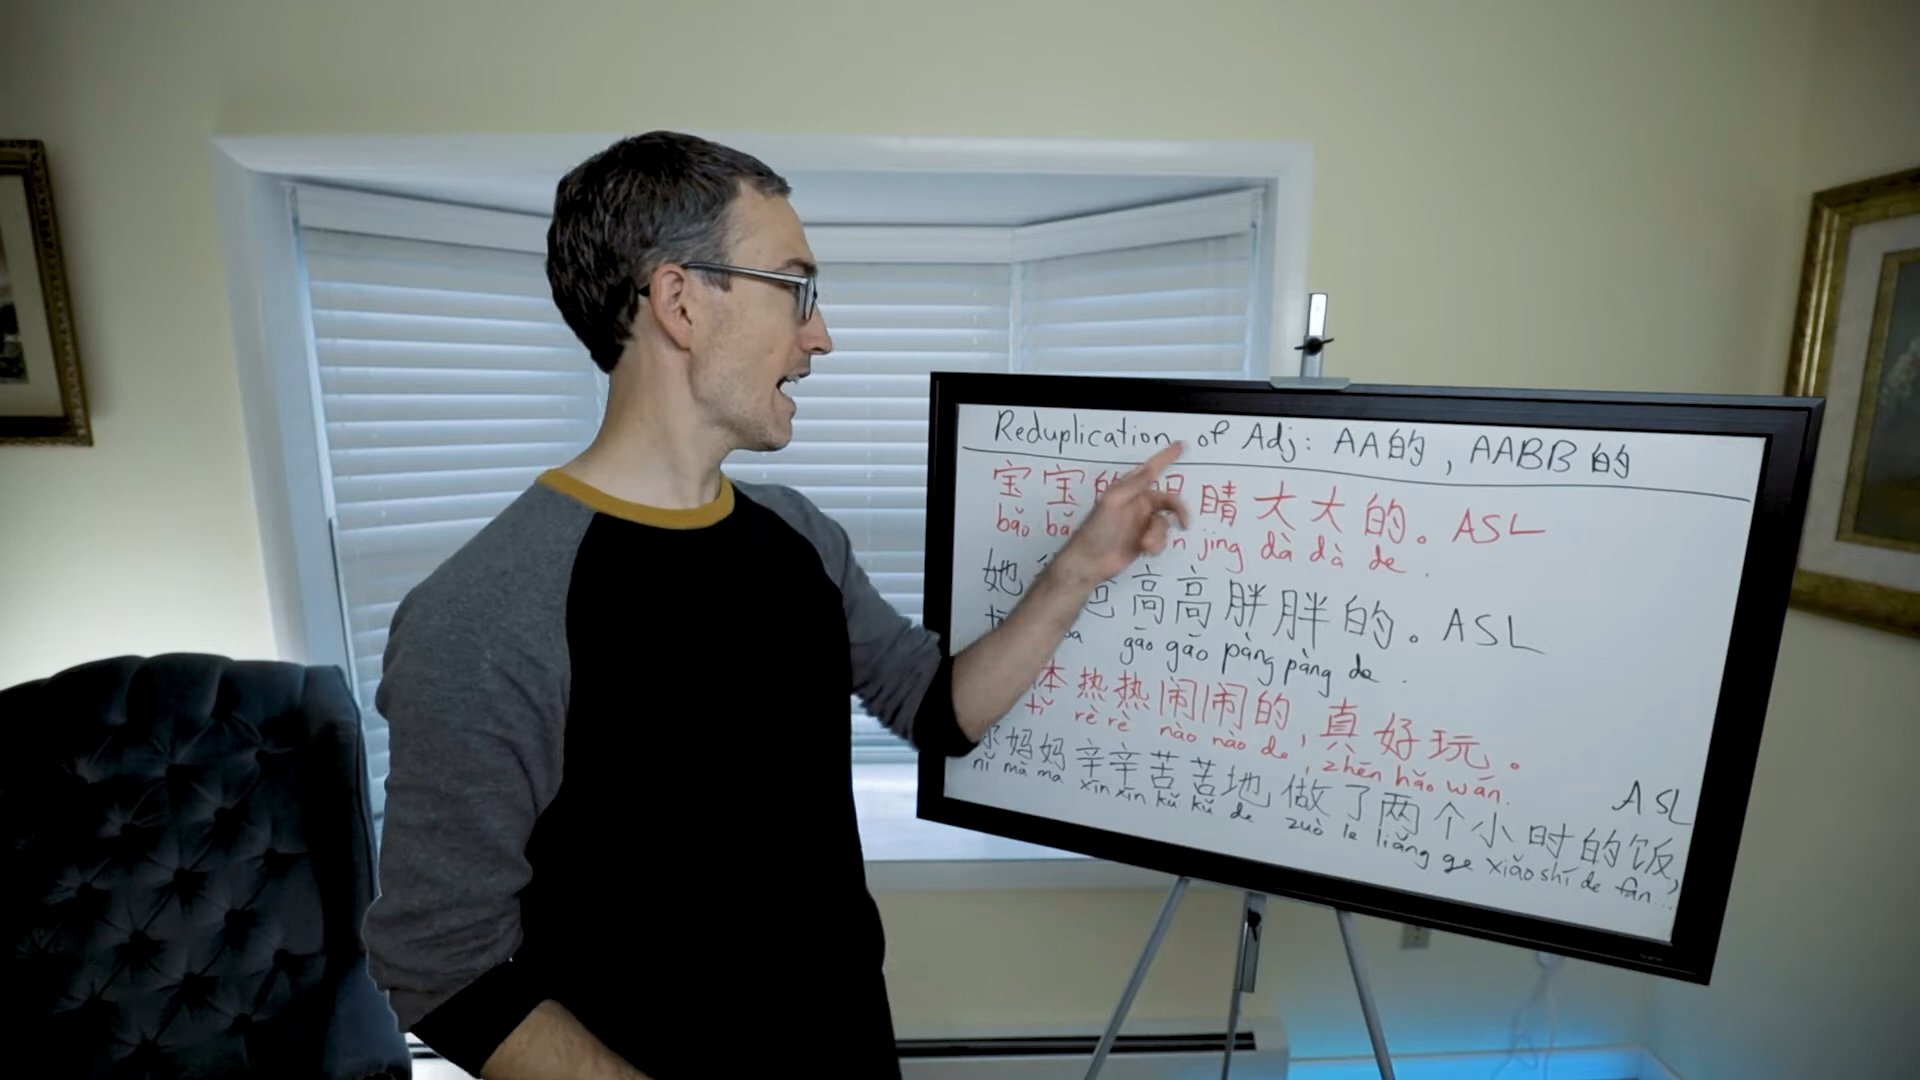 Reduplication of Adj: AA的, AABB的
宝宝的 睛大大的。ASL
bǎo jing dà dà de.
她 高高胖胖的。ASL
gāo gāo pàng pàng de.
体热热闹闹的,真好玩。
tǐ rè rè nào nào de, zhēn hǎo wán.
妈妈辛辛苦苦地做了两个小时的饭, ASL
nǐ mā ma xīn xīn kǔ kǔ de zuò le liǎng ge xiǎo shí de fàn...